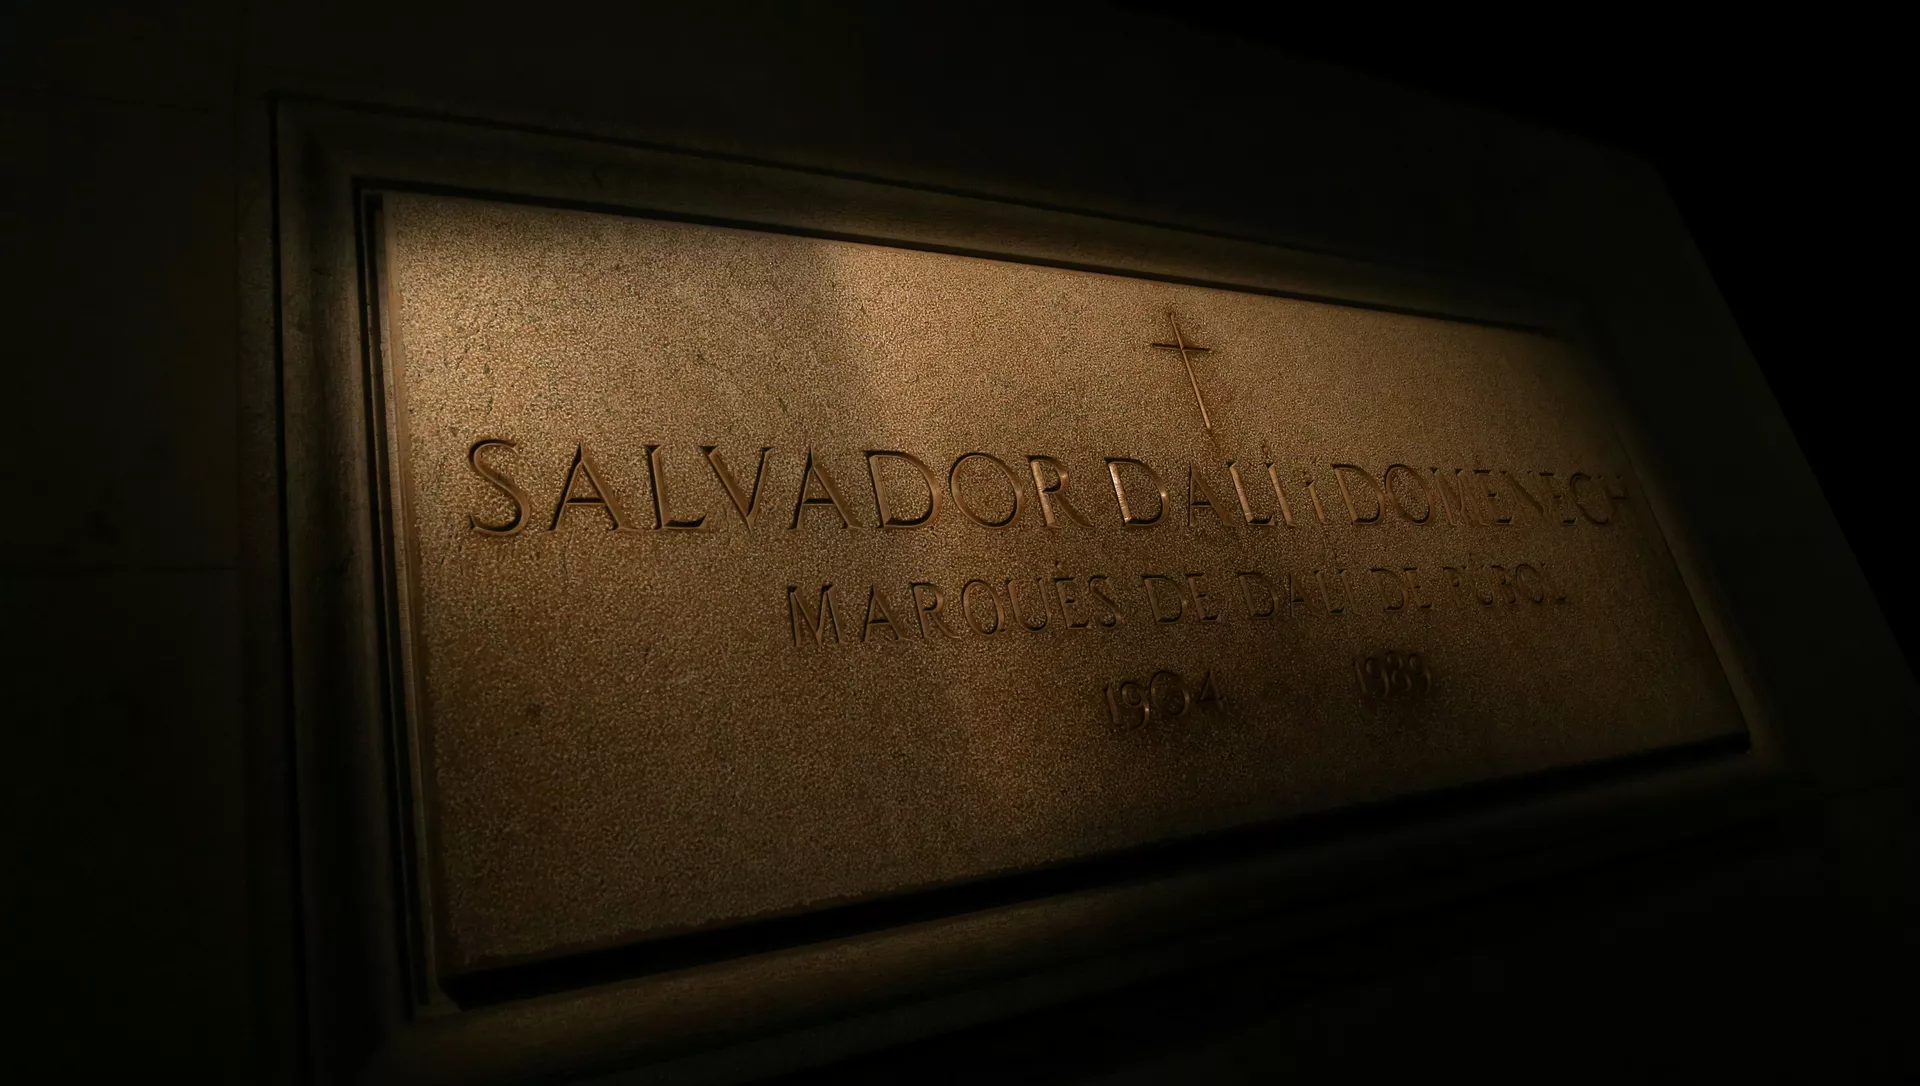 SALVADOR DALÍ i DOMÈNECH
MARQUÈS DE DALÍ DE PÚBOL
1904 1989